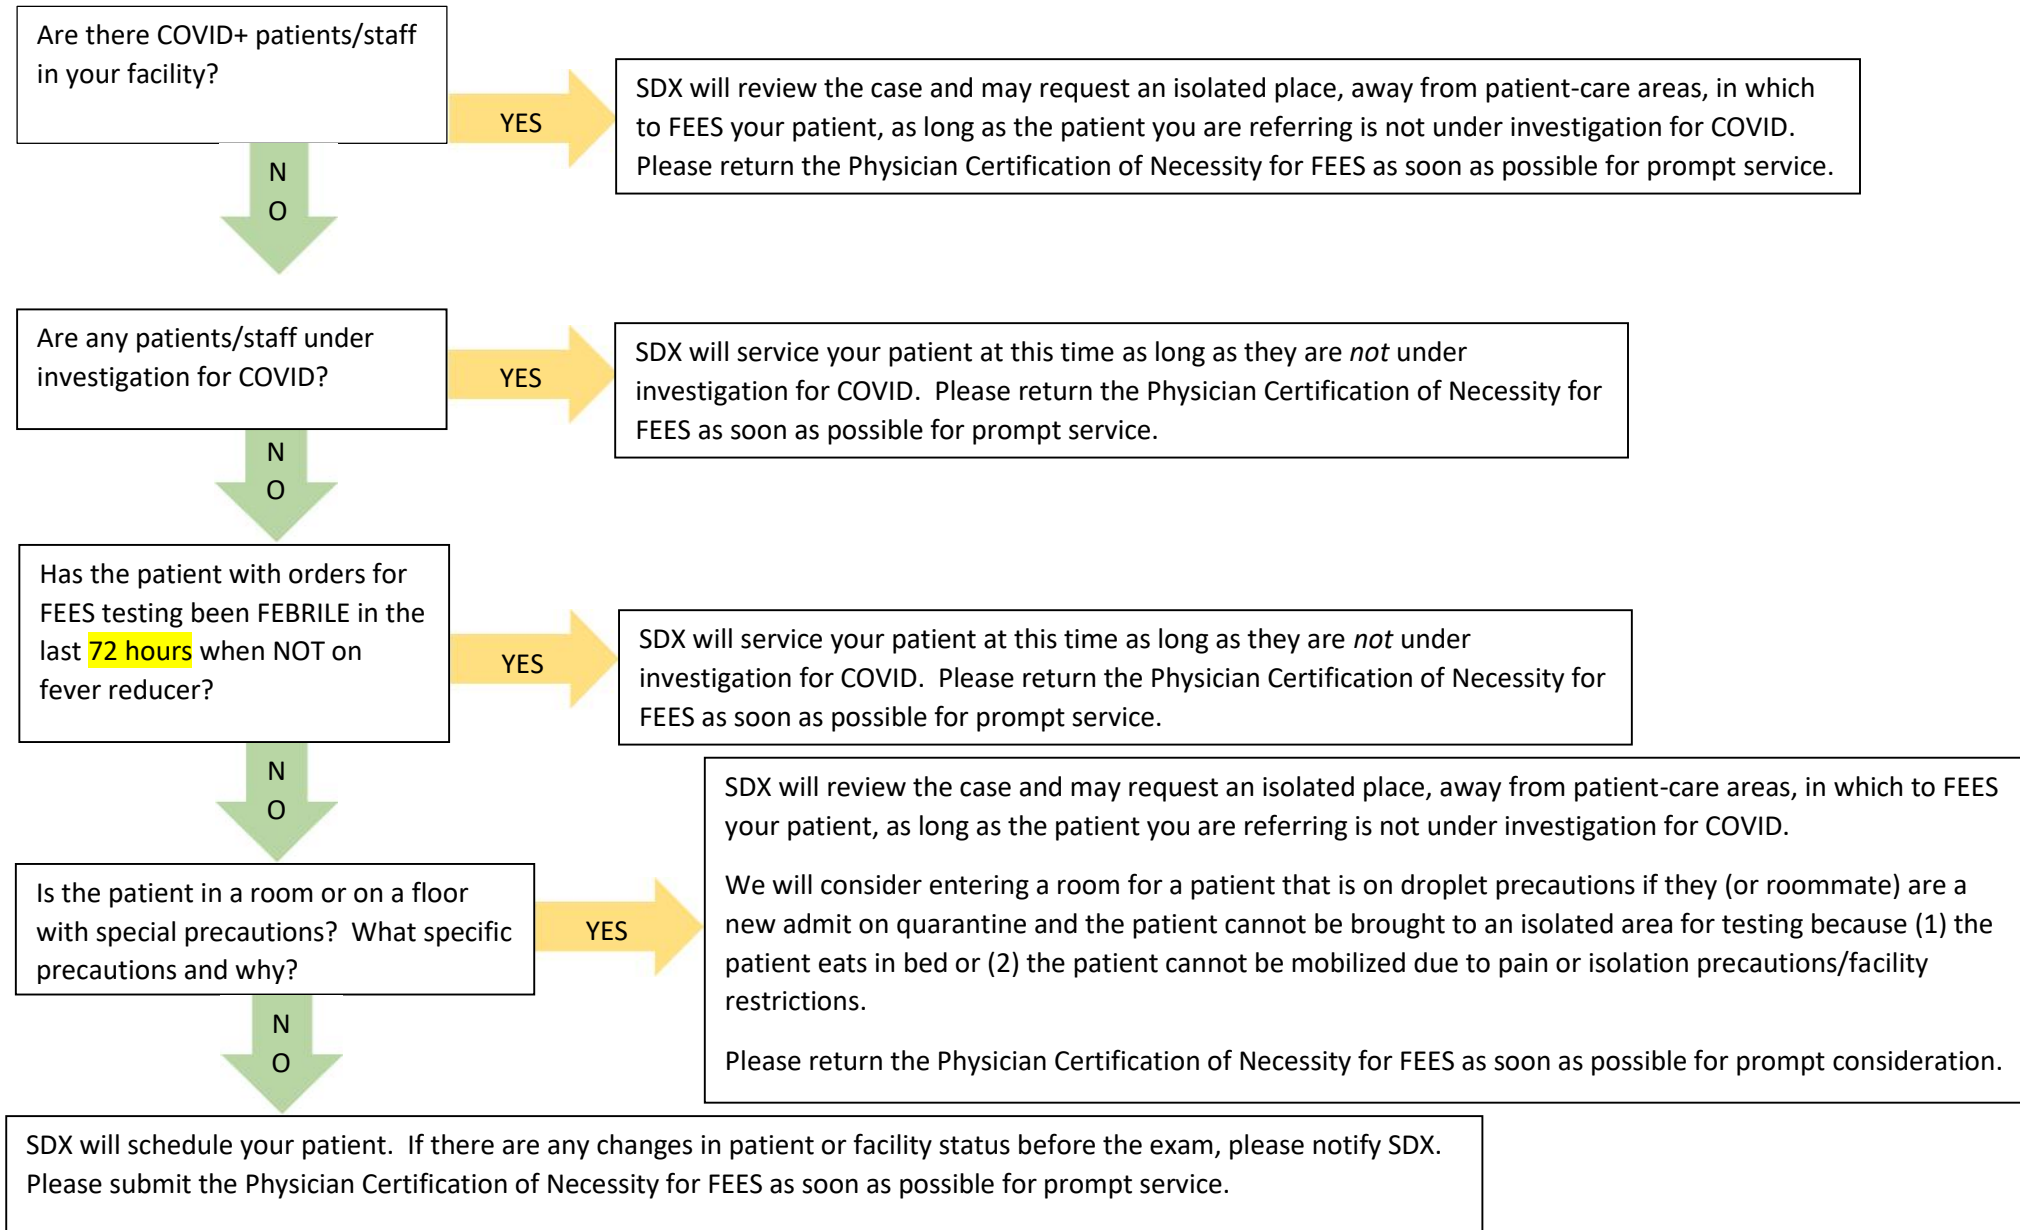 Are there COVID+ patients/staff
in your facility?
YES
SDX will review the case and may request an isolated place, away from patient-care areas, in which
to FEES your patient, as long as the patient you are referring is not under investigation for COVID.
Please return the Physician Certification of Necessity for FEES as soon as possible for prompt service.
N
O
Are any patients/staff under
investigation for COVID?
YES
SDX will service your patient at this time as long as they are not under
investigation for COVID.  Please return the Physician Certification of Necessity for
FEES as soon as possible for prompt service.
N
O
Has the patient with orders for
FEES testing been FEBRILE in the
last 72 hours when NOT on
fever reducer?
YES
SDX will service your patient at this time as long as they are not under
investigation for COVID.  Please return the Physician Certification of Necessity for
FEES as soon as possible for prompt service.
N
O
Is the patient in a room or on a floor
with special precautions?  What specific
precautions and why?
YES
SDX will review the case and may request an isolated place, away from patient-care areas, in which to FEES
your patient, as long as the patient you are referring is not under investigation for COVID.
We will consider entering a room for a patient that is on droplet precautions if they (or roommate) are a
new admit on quarantine and the patient cannot be brought to an isolated area for testing because (1) the
patient eats in bed or (2) the patient cannot be mobilized due to pain or isolation precautions/facility
restrictions.
Please return the Physician Certification of Necessity for FEES as soon as possible for prompt consideration.
N
O
SDX will schedule your patient.  If there are any changes in patient or facility status before the exam, please notify SDX.
Please submit the Physician Certification of Necessity for FEES as soon as possible for prompt service.